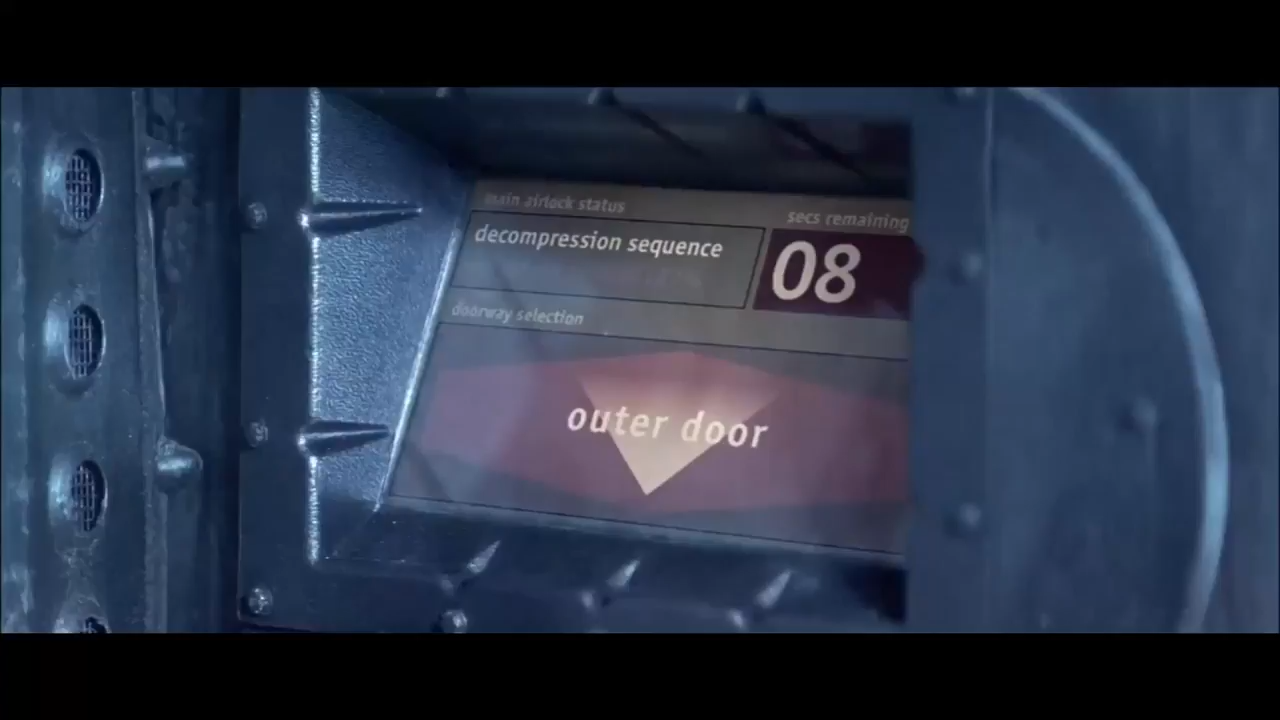 main airlock status
secs remaining
decompression sequence
08
doorway selection
outer door